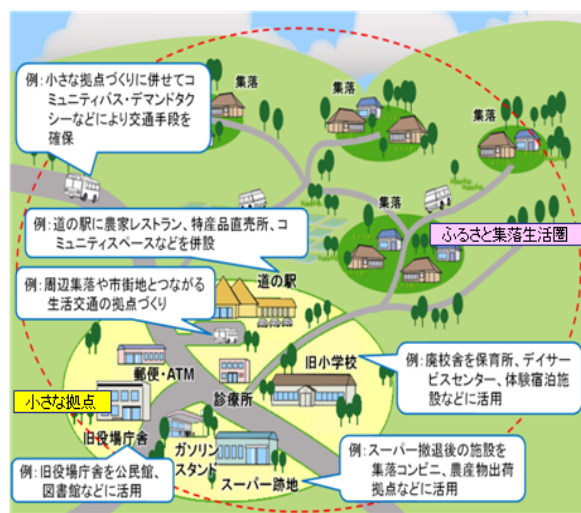 例：小さな拠点づくりに併せてコ
ミュニティバス・デマンドタク
シーなどにより交通手段を
確保
集落
集落
集落
集落
例：道の駅に農家レストラン、特産品直売所、コ
ミュニティスペースなどを併設
ふるさと集落生活圏
道の駅
例：周辺集落や市街地とつながる
生活交通の拠点づくり
郵便・ATM
診療所
旧小学校
例：廃校舎を保育所、デイサー
ビスセンター、体験宿泊施
設などに活用
小さな拠点
旧役場庁舎
ガソリン
スタンド
スーパー跡地
例：旧役場庁舎を公民館、
図書館などに活用
例：スーパー撤退後の施設を
集落コンビニ、農産物出荷
拠点などに活用